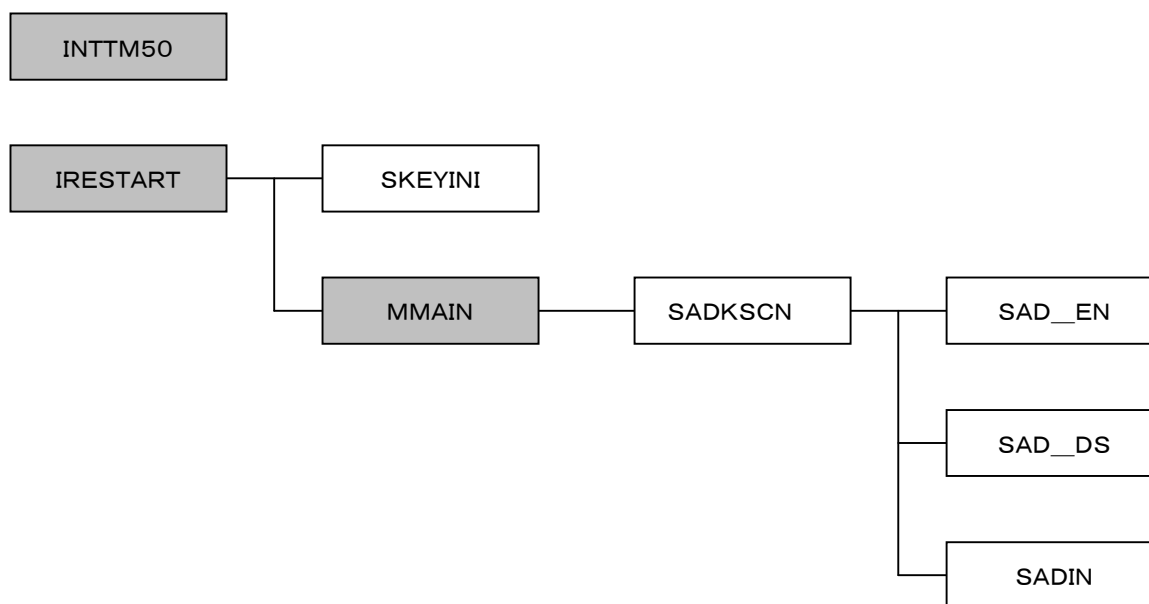 INTTM50
IRESTART
SKEYINI
MMAIN
SADKSCN
SAD__EN
SAD__DS
SADIN